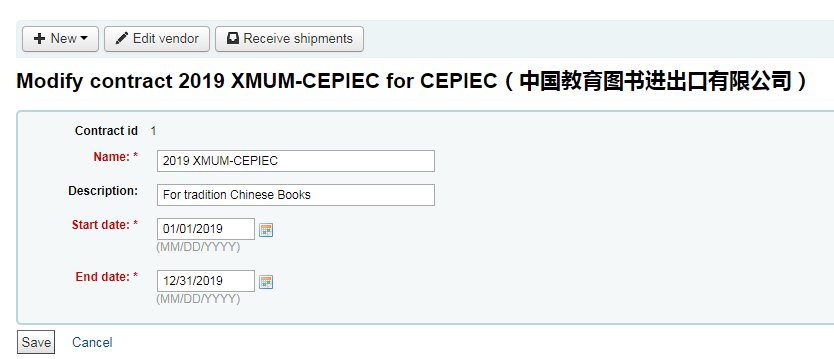 New Edit vendor Receive shipments
Modify contract 2019 XMUM-CEPIEC for CEPIEC（中国教育图书进出口有限公司）
Contract id 1
Name: * 2019 XMUM-CEPIEC
Description: For tradition Chinese Books
Start date: * 01/01/2019
(MM/DD/YYYY)
End date: * 12/31/2019
(MM/DD/YYYY)
Save Cancel